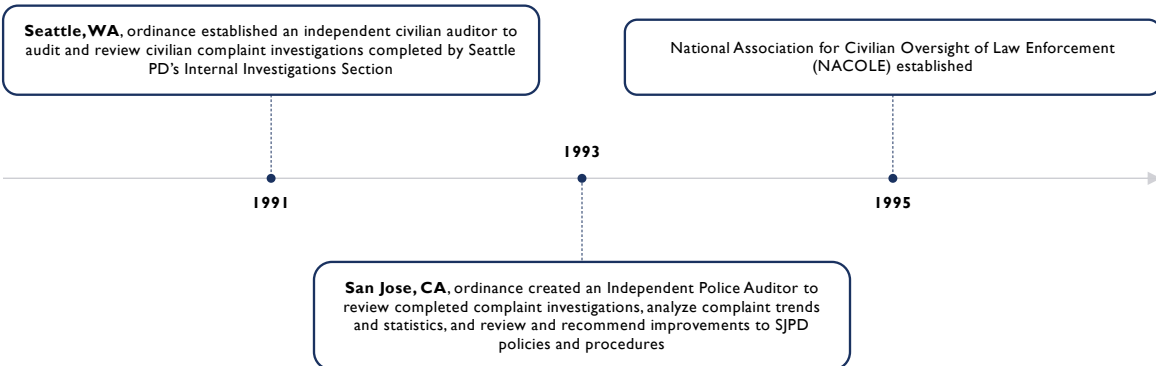 Seattle, WA, ordinance established an independent civilian auditor to
audit and review civilian complaint investigations completed by Seattle
PD's Internal Investigations Section
National Association for Civilian Oversight of Law Enforcement
(NACOLE) established
1993
1991
1995
San Jose, CA, ordinance created an Independent Police Auditor to
review completed complaint investigations, analyze complaint trends
and statistics, and review and recommend improvements to SJPD
policies and procedures